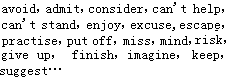 avoid, admit, consider, can't help,
can't stand, enjoy, excuse, escape,
practise, put off, miss, mind, risk,
give up, finish, imagine, keep,
suggest…